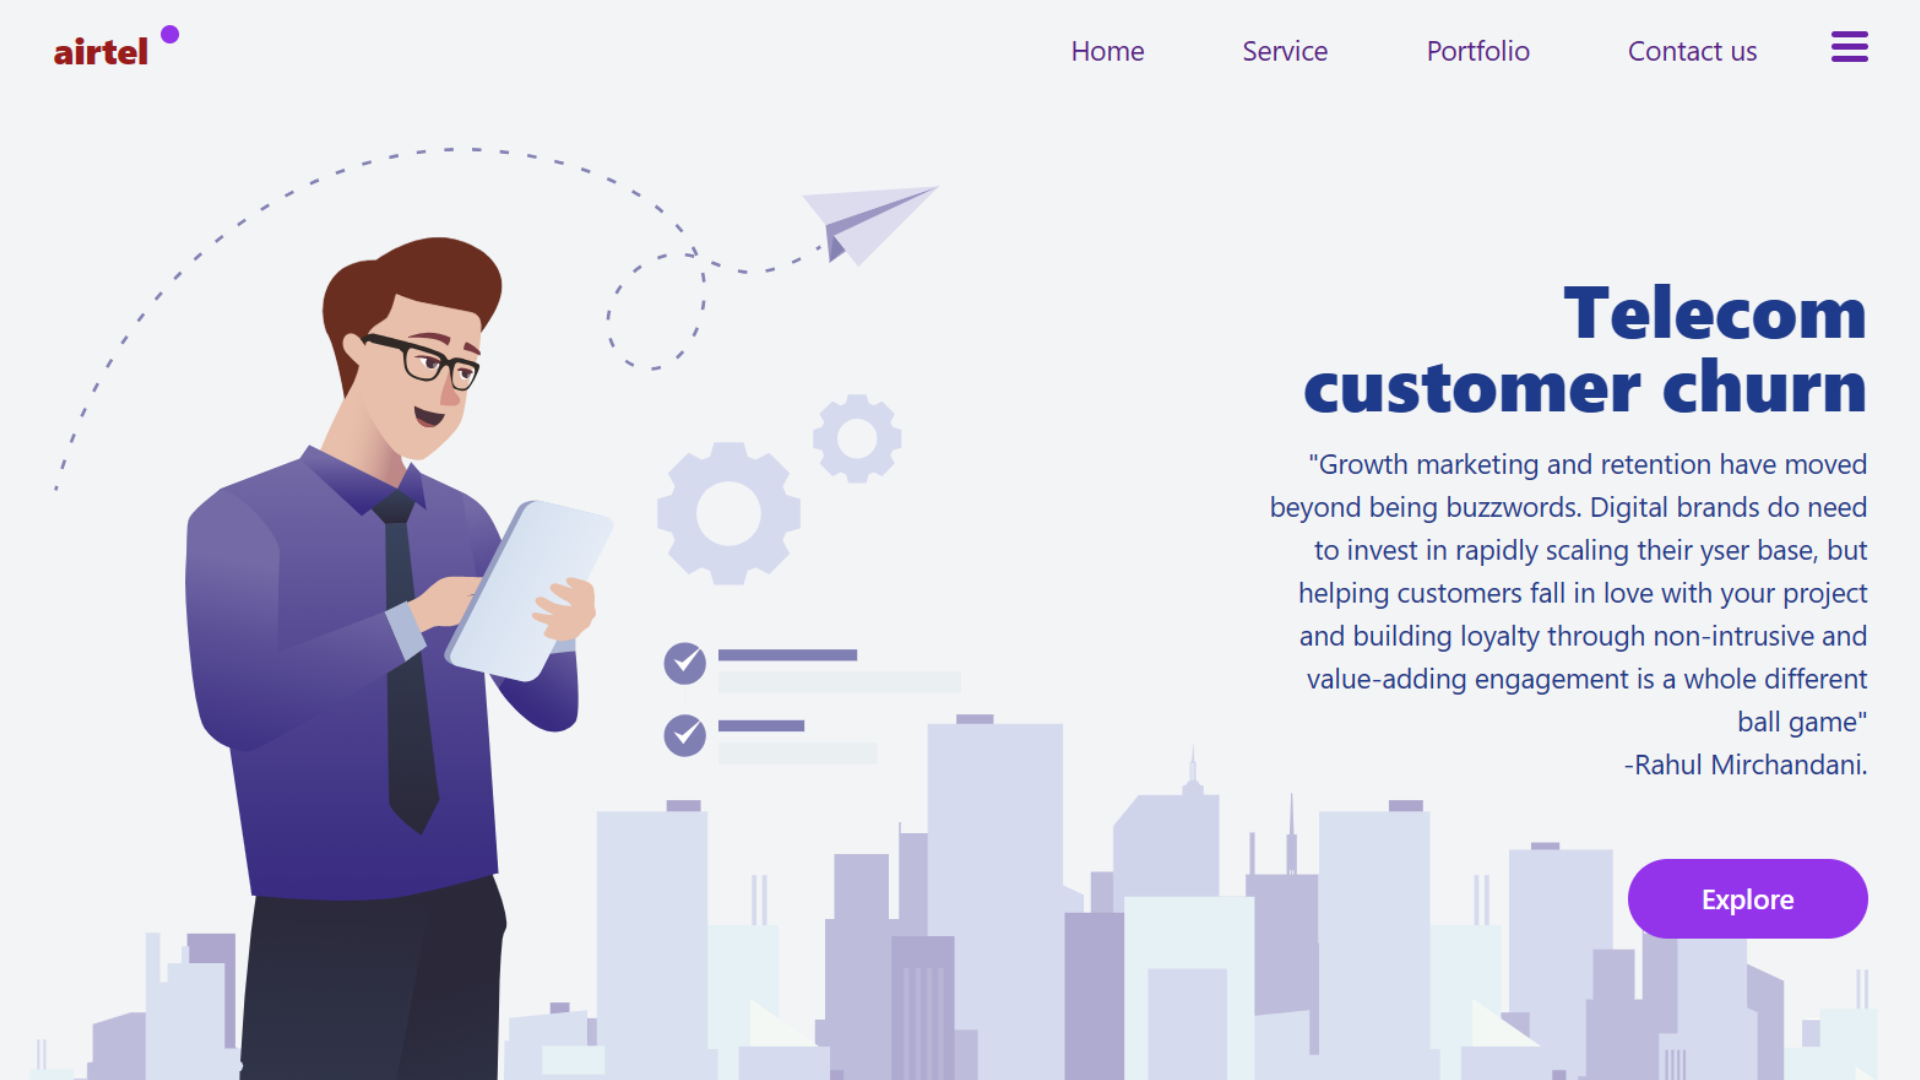 airtel
Home Service Portfolio Contact us
Telecom
customer churn
"Growth marketing and retention have moved
beyond being buzzwords. Digital brands do need
to invest in rapidly scaling their yser base, but
helping customers fall in love with your project
and building loyalty through non-intrusive and
value-adding engagement is a whole different
ball game"
-Rahul Mirchandani.
Explore